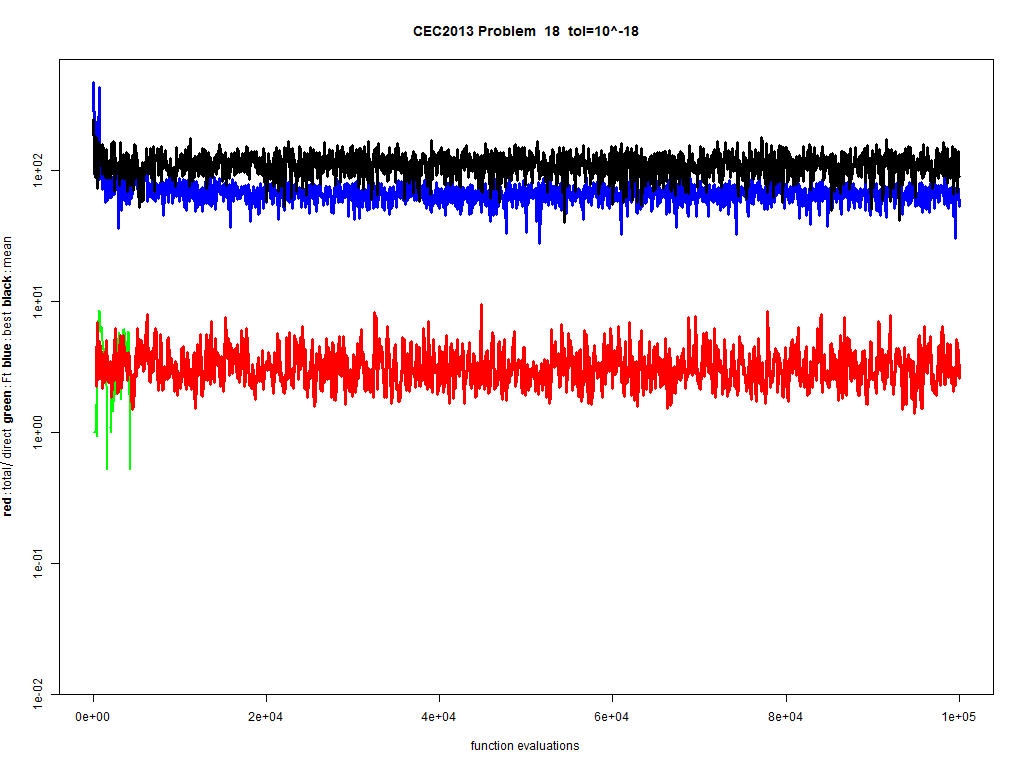 CEC2013 Problem 18 tol=10^-18
red : total/ direct green : Ft blue : best black : mean
1e+02
1e+01
1e+00
1e-01
1e-02
0e+00 2e+04 4e+04 6e+04 8e+04 1e+05
function evaluations